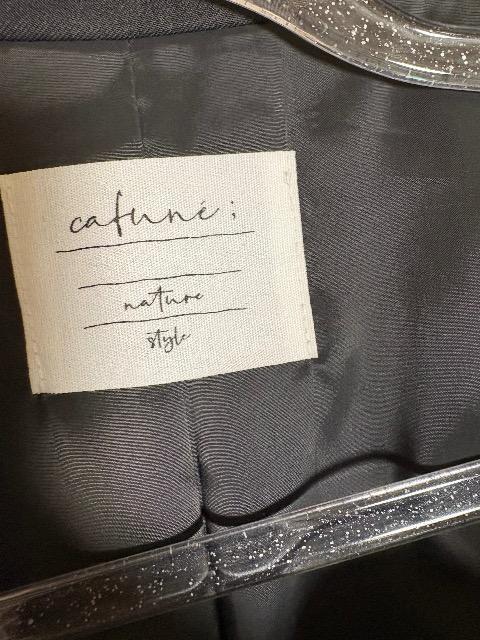 cafuné ;
nature
style